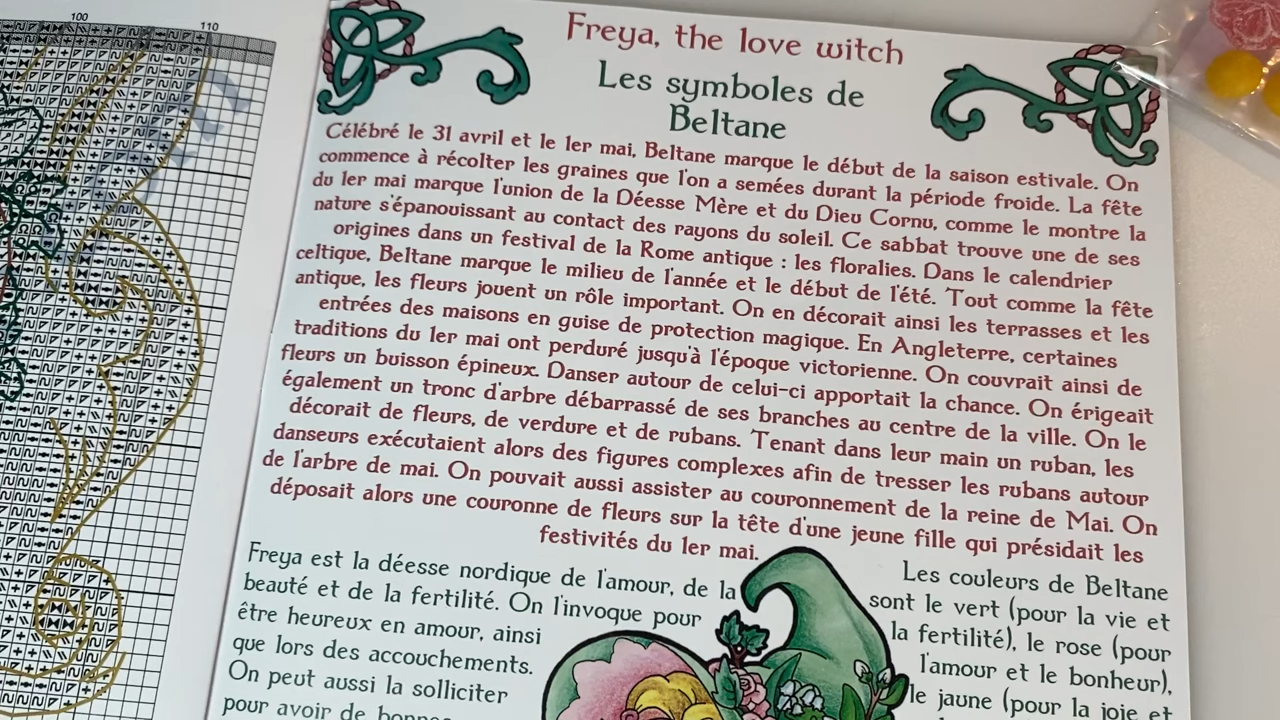 100
110
Freya, the love witch
Les symboles de
Beltane
Célébré le 31 avril et le 1er mai, Beltane marque le début de la saison estivale. On
commence à récolter les graines que l'on a semées durant la période froide. La fête
du 1er mai marque l'union de la Déesse Mère et du Dieu Cornu, comme le montre la
nature s'épanouissant au contact des rayons du soleil. Ce sabbat trouve une de ses
origines dans un festival de la Rome antique : les floralies. Dans le calendrier
celtique, Beltane marque le milieu de l'année et le début de l'été. Tout comme la fête
antique, les fleurs jouent un rôle important. On en décorait ainsi les terrasses et les
entrées des maisons en guise de protection magique. En Angleterre, certaines
traditions du 1er mai ont perduré jusqu'à l'époque victorienne. On couvrait ainsi de
fleurs un buisson épineux. Danser autour de celui-ci apportait la chance. On érigeait
également un tronc d'arbre débarrassé de ses branches au centre de la ville. On le
décorait de fleurs, de verdure et de rubans. Tenant dans leur main un ruban, les
danseurs exécutaient alors des figures complexes afin de tresser les rubans autour
de l'arbre de mai. On pouvait aussi assister au couronnement de la reine de Mai. On
déposait alors une couronne de fleurs sur la tête d'une jeune fille qui présidait les
festivités du 1er mai.
Freya est la déesse nordique de l'amour, de la
beauté et de la fertilité. On l'invoque pour
être heureux en amour, ainsi
que lors des accouchements.
On peut aussi la solliciter
pour avoir de
Les couleurs de Beltane
sont le vert (pour la vie et
la fertilité), le rose (pour
l'amour et le bonheur),
le jaune (pour la joie et